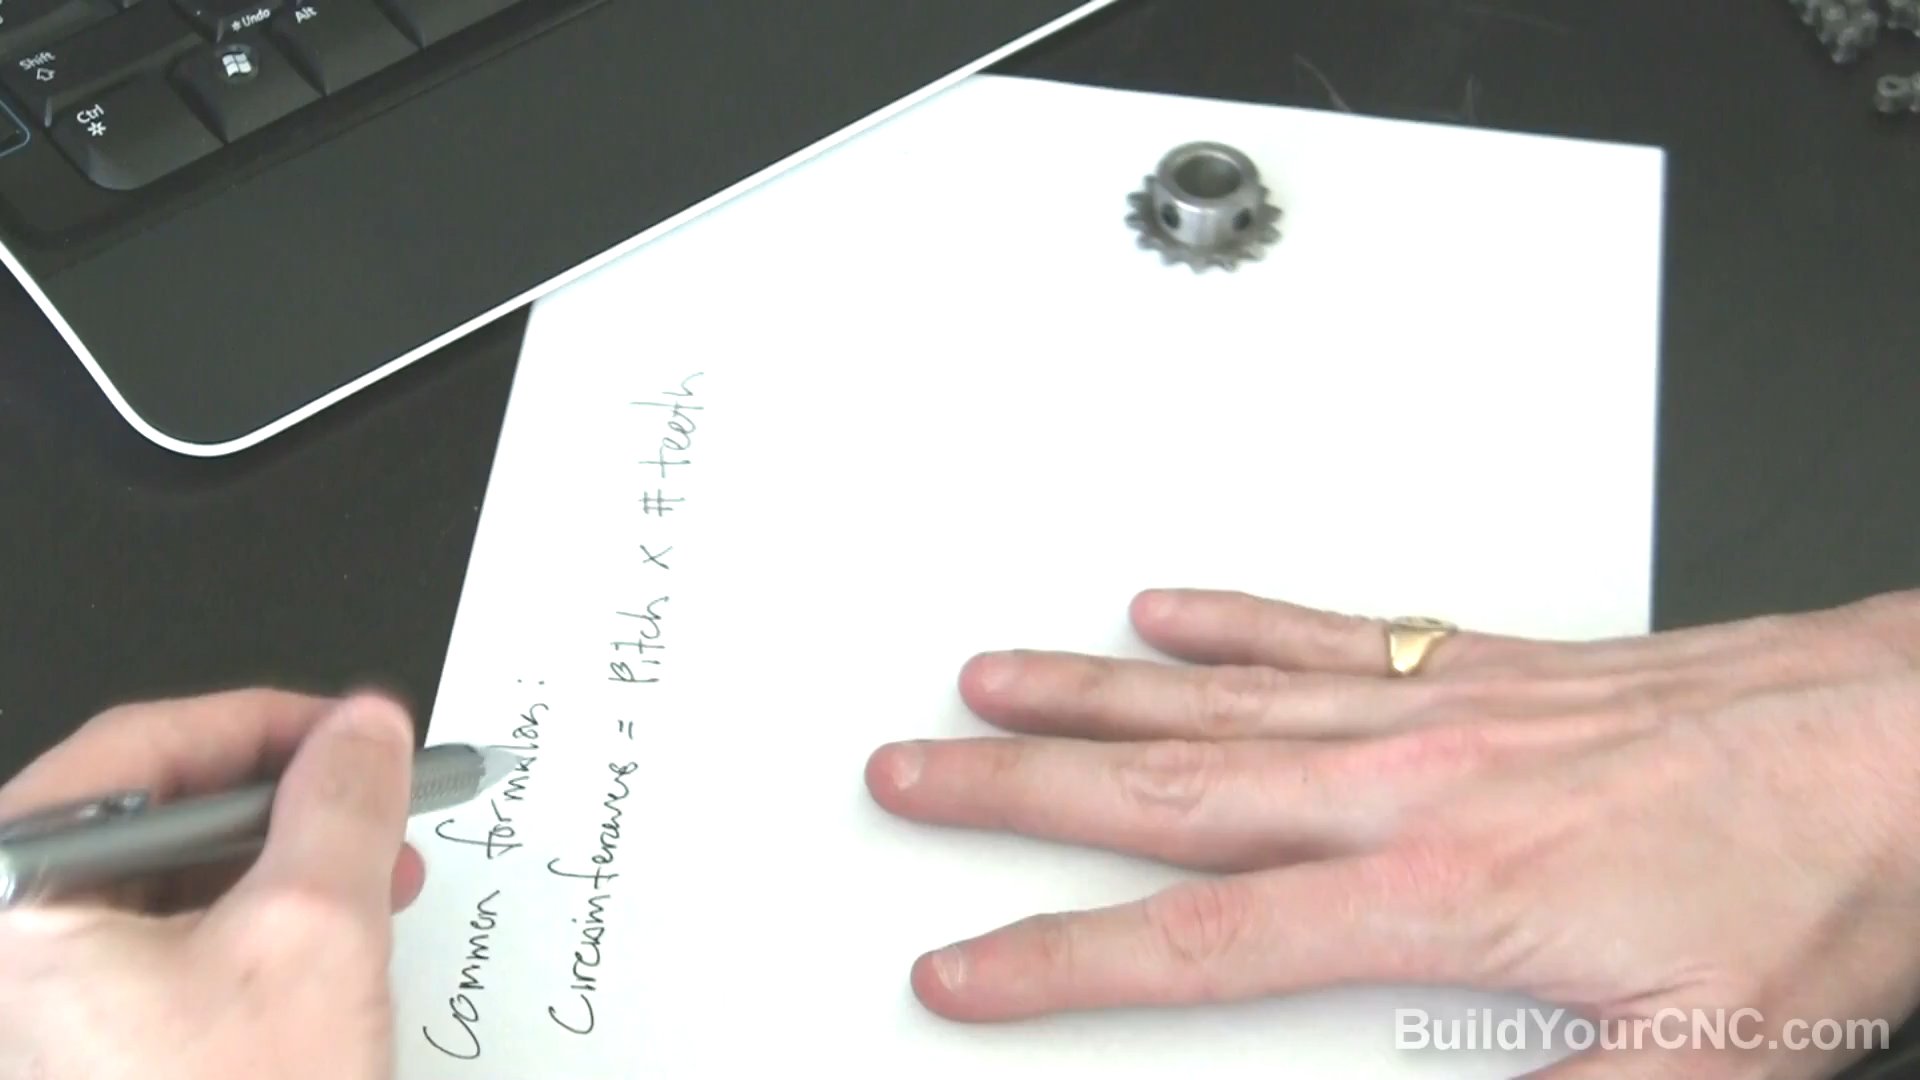 Shift
Ctrl
Undo
Alt
Common formulas:
Circumference = Pitch x # teeth
BuildYourCNC.com